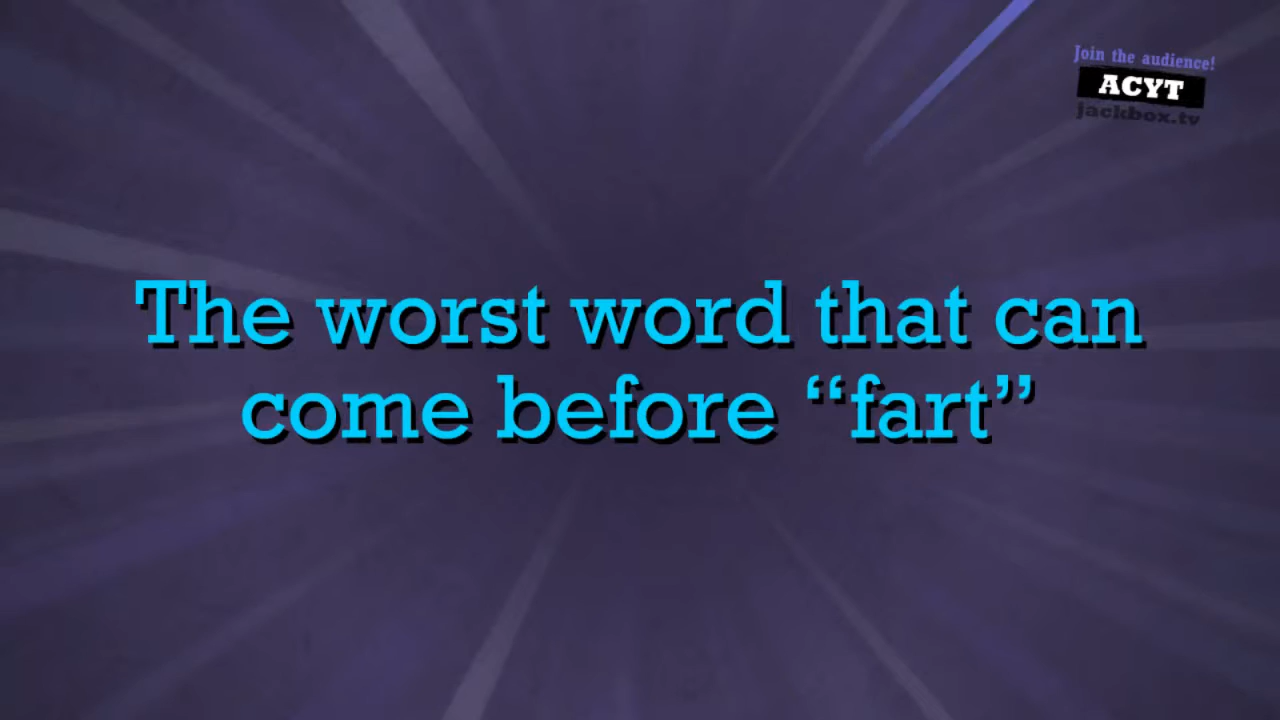 Join the audience!
ACYT
jackbox.tv
The worst word that can
come before “fart”